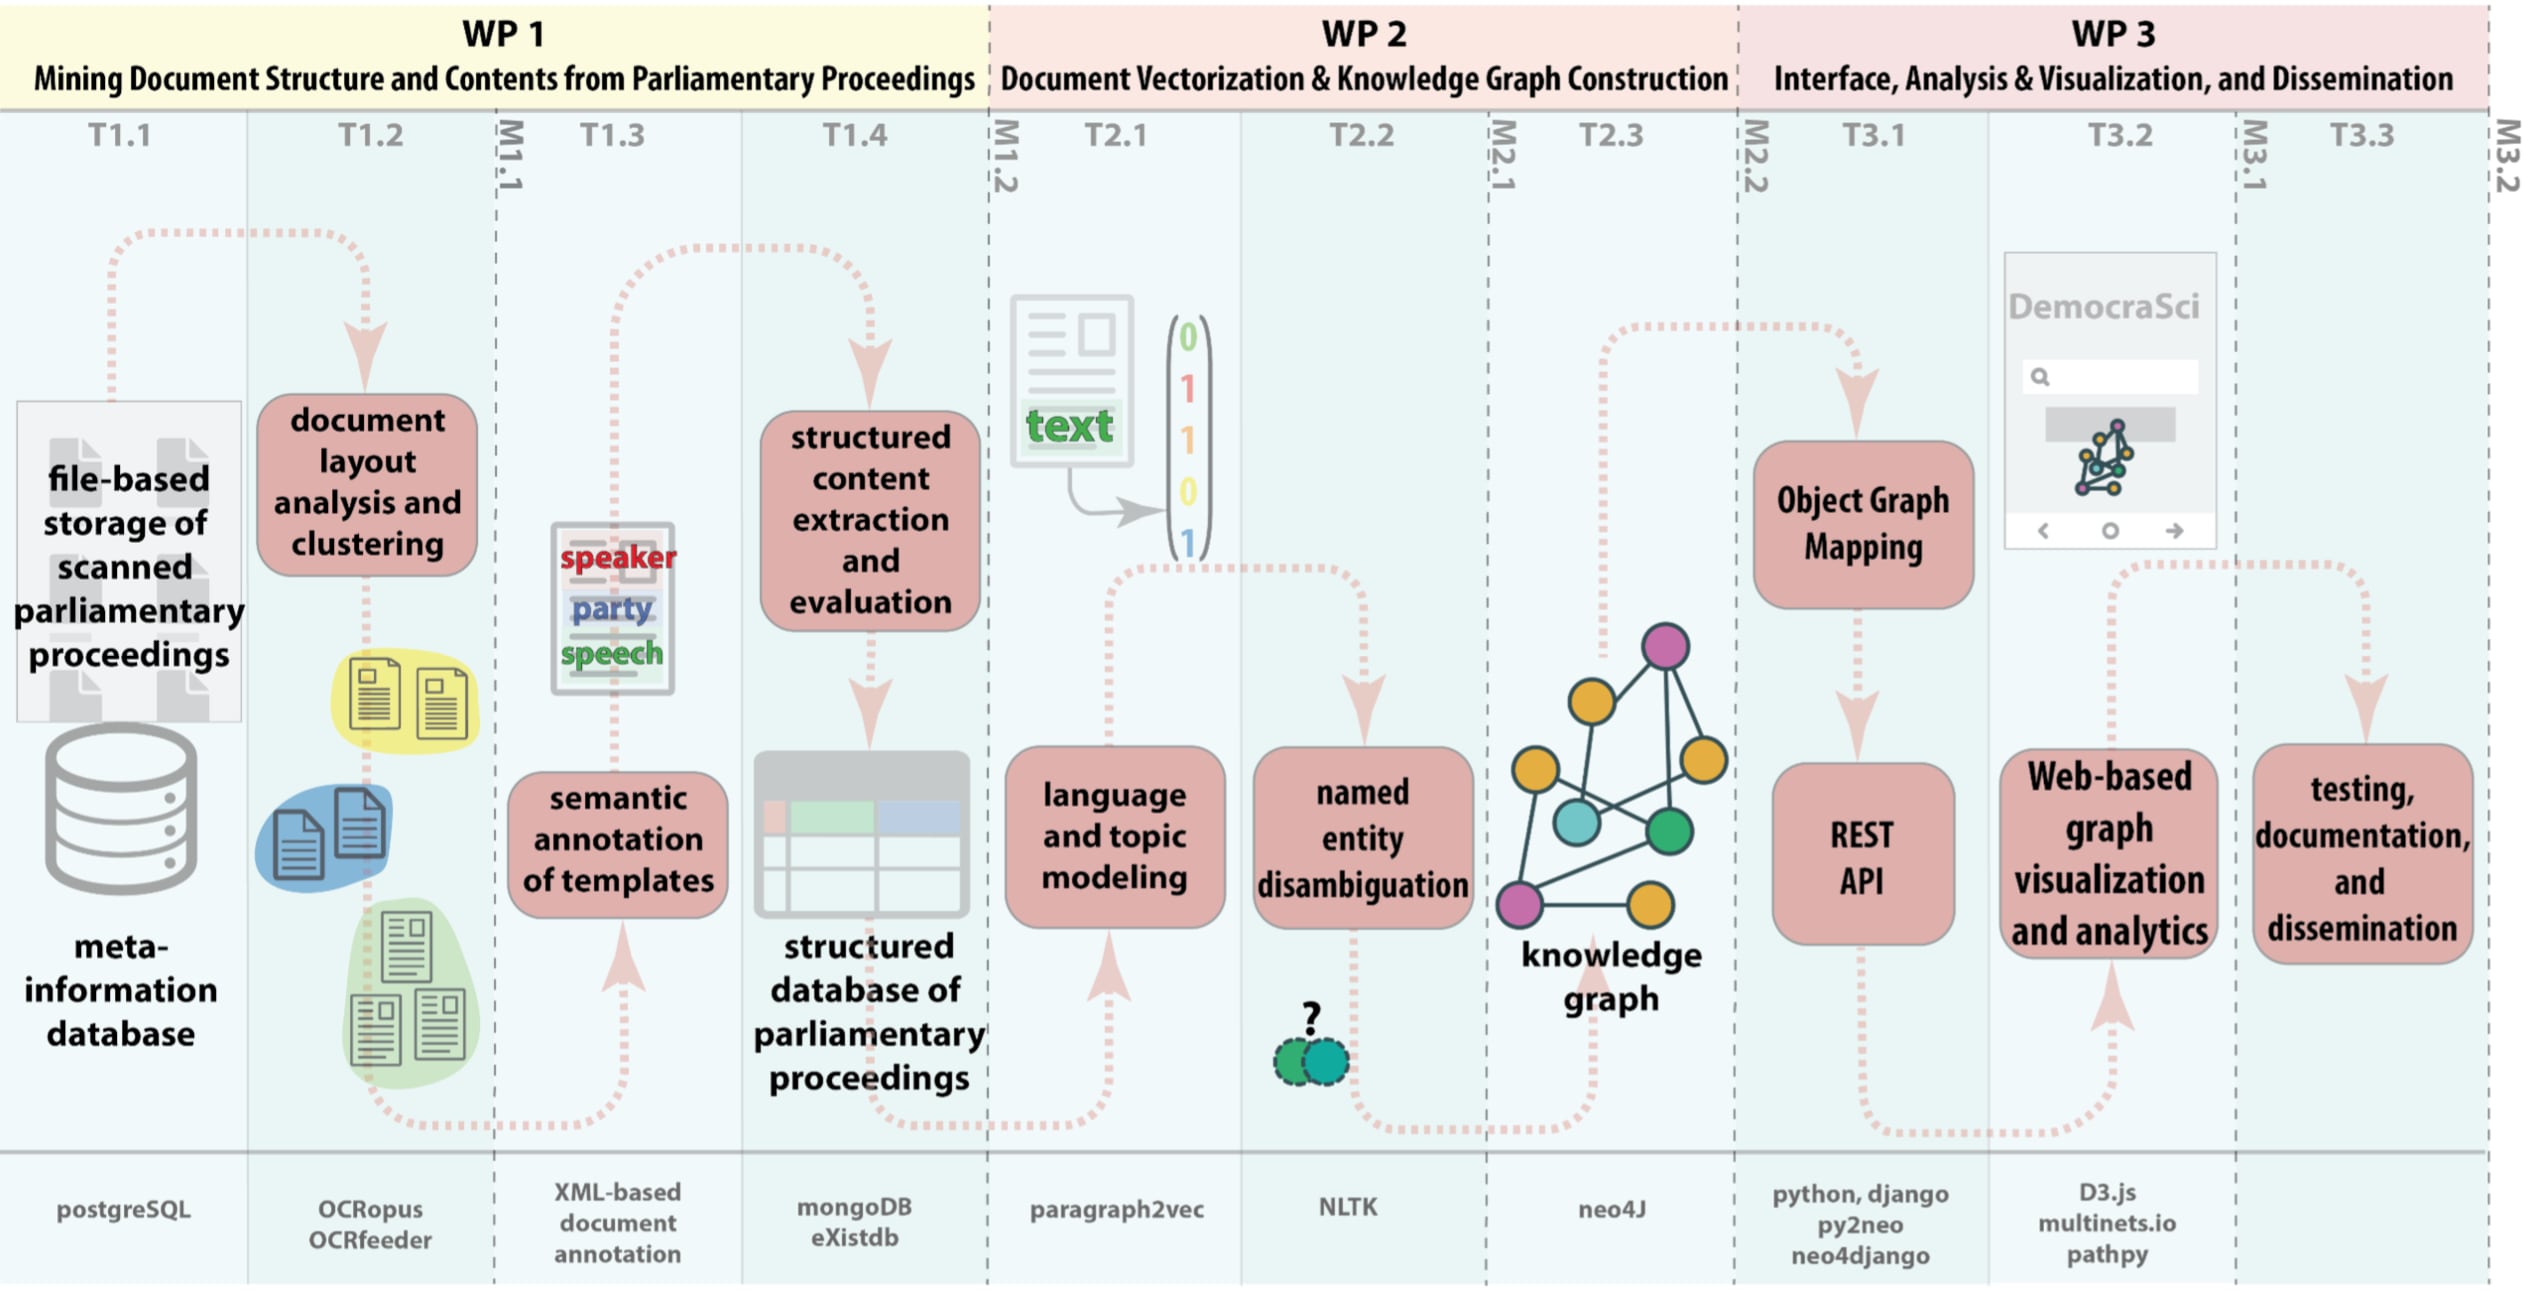 WP 1
Mining Document Structure and Contents from Parliamentary Proceedings
WP 2
Document Vectorization & Knowledge Graph Construction
WP 3
Interface, Analysis & Visualization, and Dissemination
T1.1
T1.2
M1.1
T1.3
T1.4
M1.2
T2.1
T2.2
M2.1
T2.3
M2.2
T3.1
T3.2
M3.1
T3.3
M3.2
file-based
storage of
scanned
parliamentary
proceedings
meta-
information
database
document
layout
analysis and
clustering
speaker
party
speech
semantic
annotation
of templates
structured
content
extraction
and
evaluation
structured
database of
parliamentary
proceedings
text
0
1
1
0
1
language
and topic
modeling
named
entity
disambiguation
?
knowledge
graph
Object Graph
Mapping
REST
API
DemocraSci
Web-based
graph
visualization
and analytics
testing,
documentation,
and
dissemination
postgreSQL
OCRopus
OCRfeeder
XML-based
document
annotation
mongoDB
eXistdb
paragraph2vec
NLTK
neo4J
python, django
py2neo
neo4django
D3.js
multinets.io
pathpy